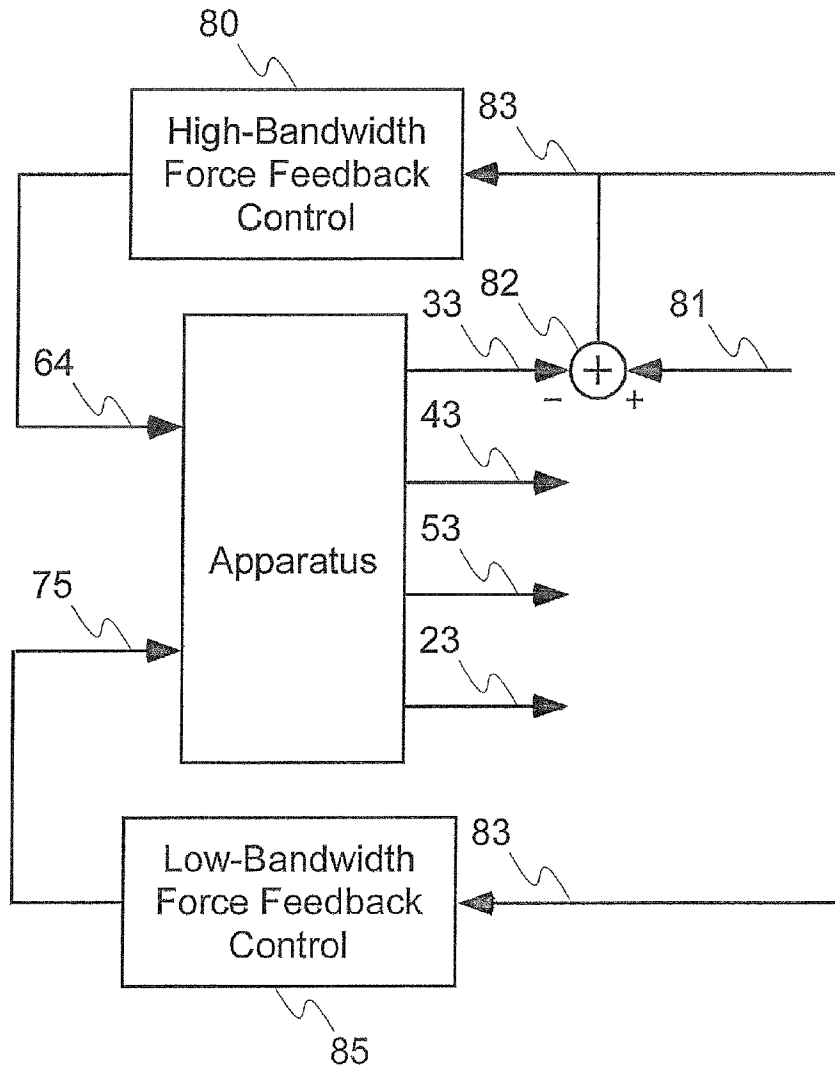 80
High-Bandwidth
Force Feedback
Control
83
82
33
81
64
− +
43
Apparatus
53
75
23
Low-Bandwidth
Force Feedback
Control
83
85